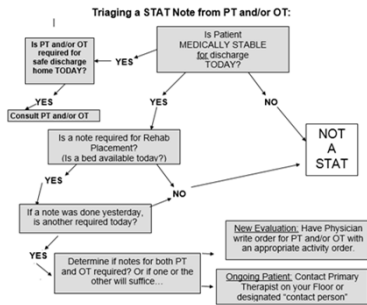 Triaging a STAT Note from PT and/or OT:
Is PT and/or OT
required for
safe discharge
home TODAY?
YES
Is Patient
MEDICALLY STABLE
for discharge
TODAY?
YES
Consult PT and/or OT
YES
NO
Is a note required for Rehab
Placement?
(Is a bed available today?)
NOT
A
STAT
YES
NO
If a note was done yesterday,
is another required today?
YES
Determine if notes for both PT
and OT required? Or if one or the
other will suffice...
New Evaluation: Have Physician
write order for PT and/or OT with
an appropriate activity order.
Ongoing Patient: Contact Primary
Therapist on your Floor or
designated "contact person"